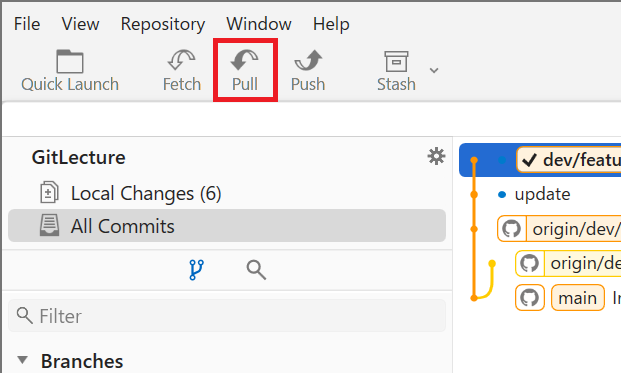 File View Repository Window Help
Quick Launch Fetch Pull Push Stash
GitLecture
Local Changes (6)
All Commits
Filter
Branches
dev/featu
update
origin/dev/
origin/de
main